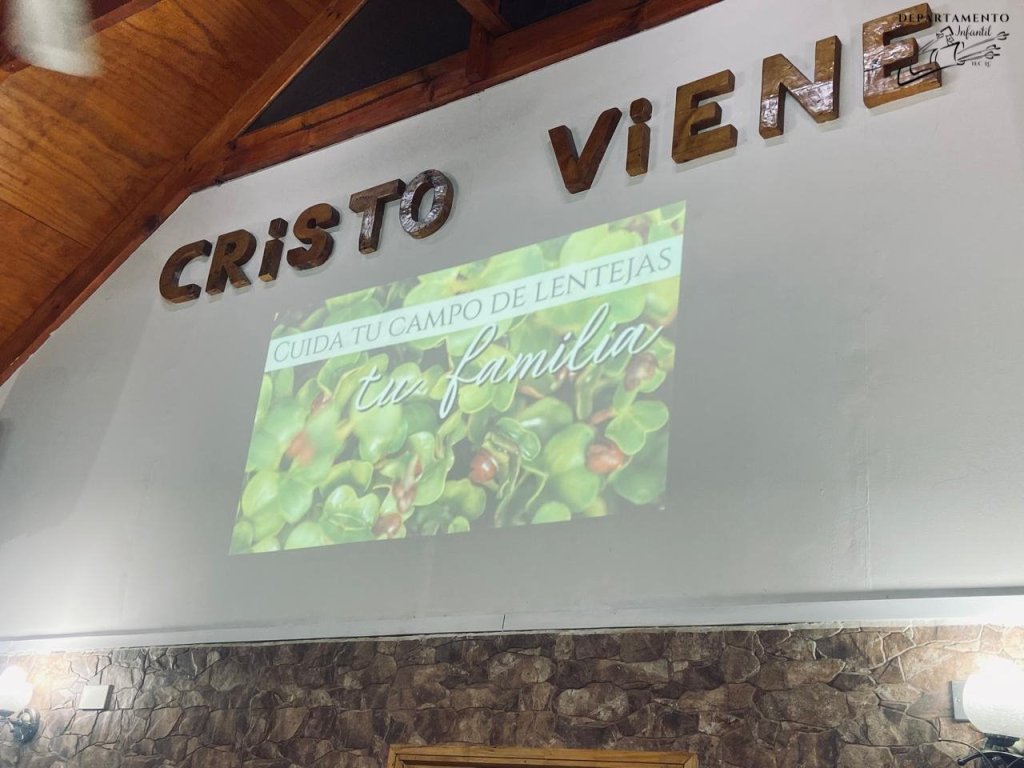 DEPARTAMENTO
Infantil
CRiSTO ViENE
CUIDA TU CAMPO DE LENTEJAS
tu familia